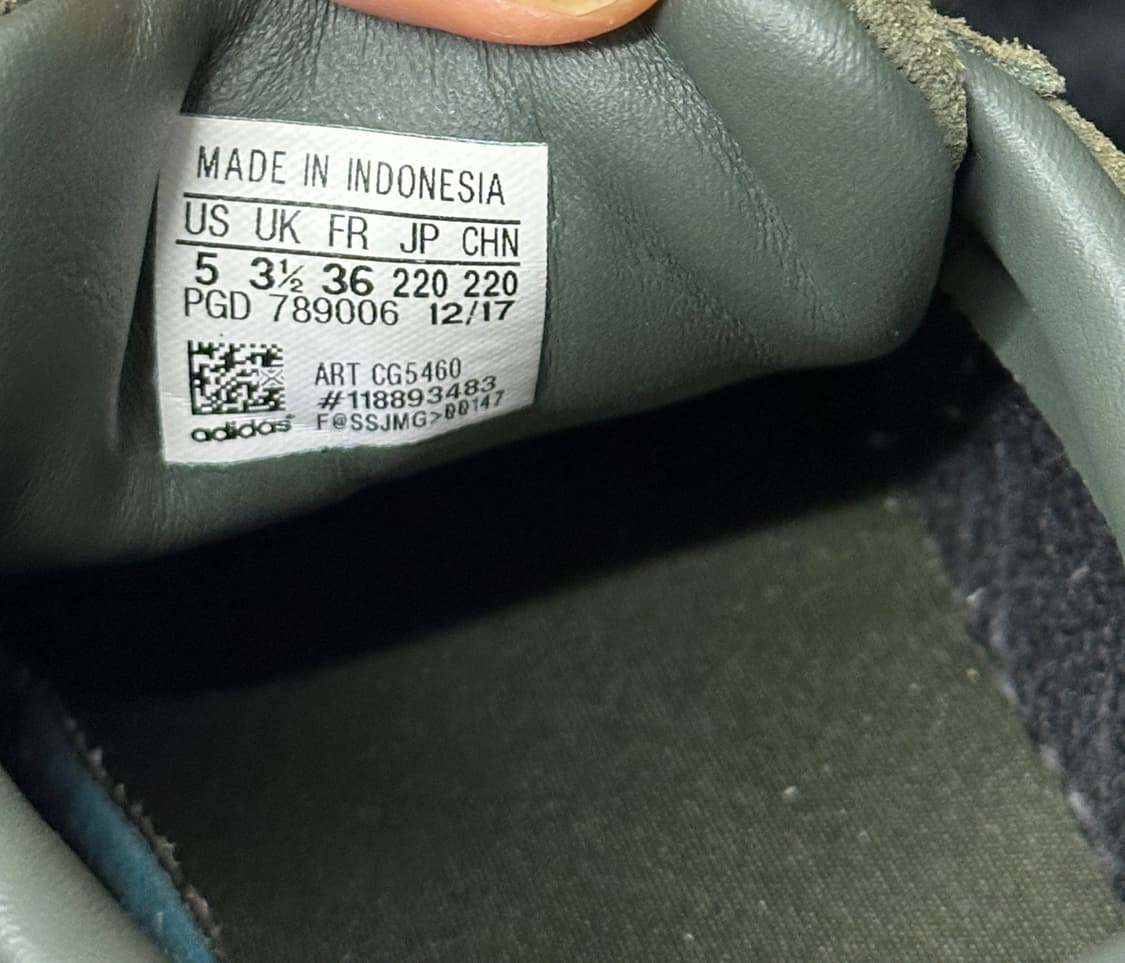 MADE IN INDONESIA
US UK FR JP CHN
5 3½ 36 220 220
PGD 789006 12/17
ART CG5460
#118893483
F@SSJMG>00147
adidas